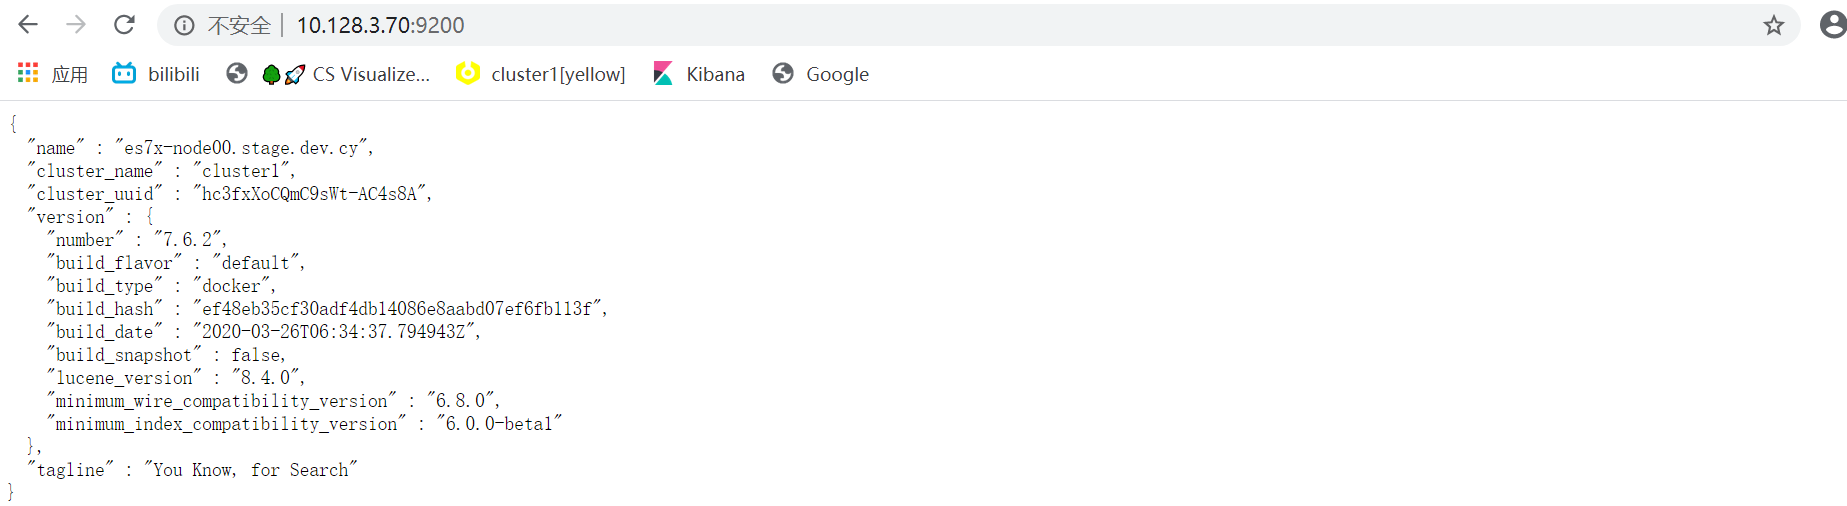 不安全 | 10.128.3.70:9200
应用 bilibili CS Visualize... cluster1[yellow] Kibana Google
{
  "name" : "es7x-node00.stage.dev.cy",
  "cluster_name" : "cluster1",
  "cluster_uuid" : "hc3fxXoCQmC9sWt-AC4s8A",
  "version" : {
    "number" : "7.6.2",
    "build_flavor" : "default",
    "build_type" : "docker",
    "build_hash" : "ef48eb35cf30adf4db14086e8aabd07ef6fb113f",
    "build_date" : "2020-03-26T06:34:37.794943Z",
    "build_snapshot" : false,
    "lucene_version" : "8.4.0",
    "minimum_wire_compatibility_version" : "6.8.0",
    "minimum_index_compatibility_version" : "6.0.0-beta1"
  },
  "tagline" : "You Know, for Search"
}